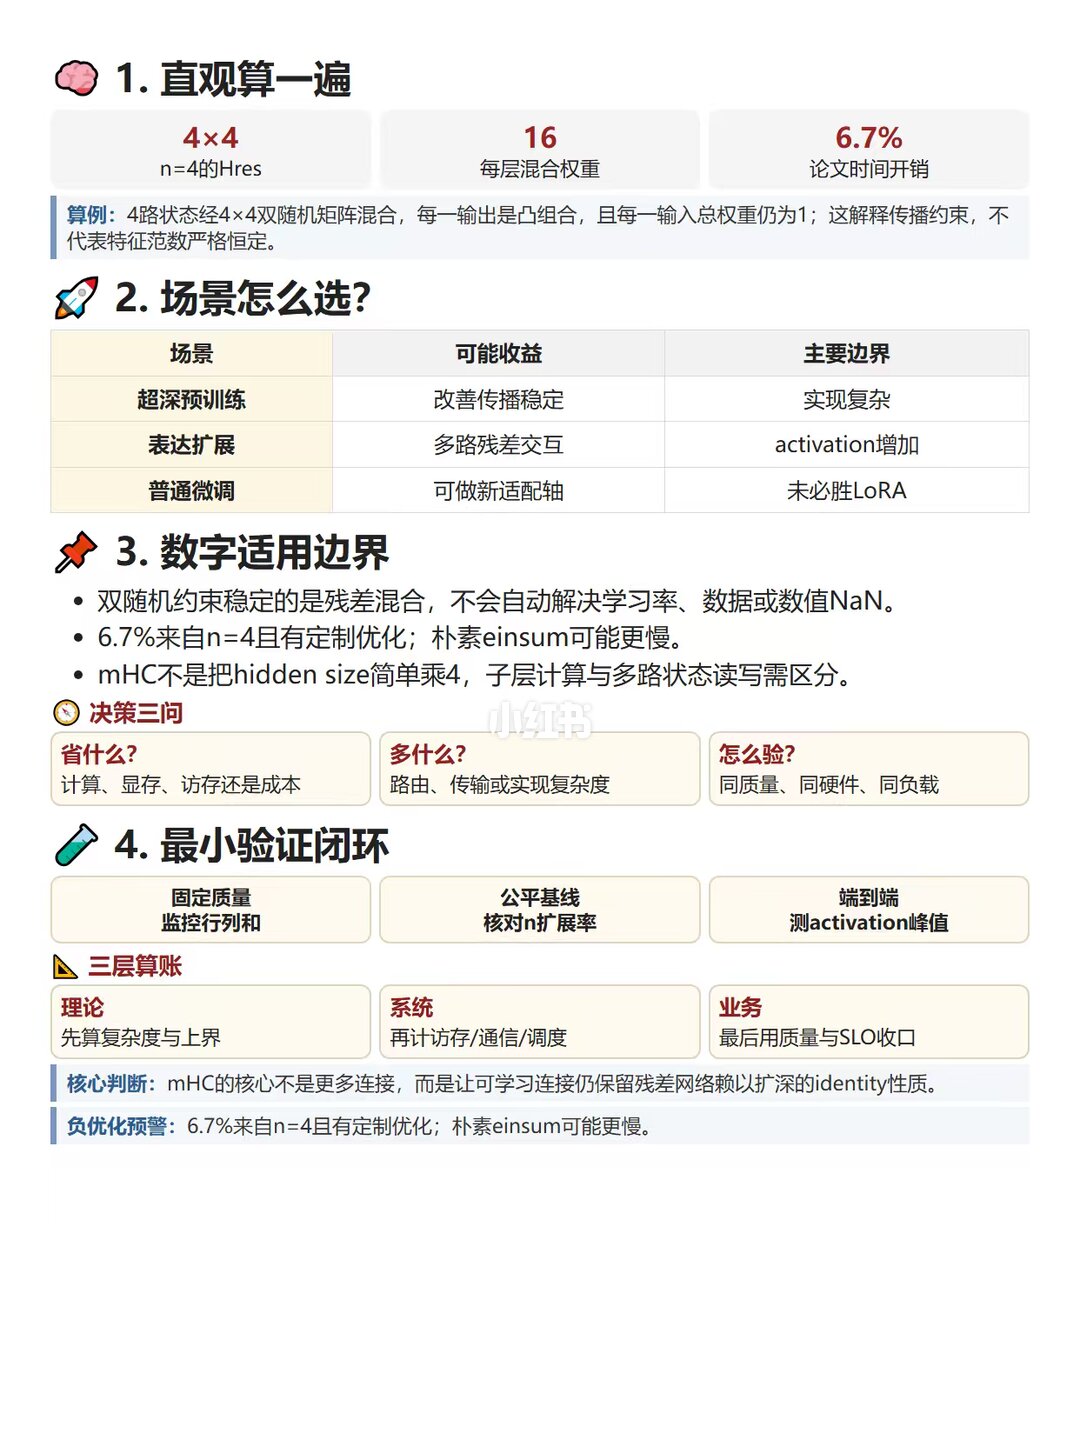 1. 直观算一遍
4×4
n=4的Hres
16
每层混合权重
6.7%
论文时间开销
算例：4路状态经4×4双随机矩阵混合，每一输出是凸组合，且每一输入总权重仍为1；这解释传播约束，不
代表特征范数严格恒定。
2. 场景怎么选？
场景 可能收益 主要边界
超深预训练 改善传播稳定 实现复杂
表达扩展 多路残差交互 activation增加
普通微调 可做新适配轴 未必胜LoRA
3. 数字适用边界
• 双随机约束稳定的是残差混合，不会自动解决学习率、数据或数值NaN。
• 6.7%来自n=4且有定制优化；朴素einsum可能更慢。
• mHC不是把hidden size简单乘4，子层计算与多路状态读写需区分。
小红书
决策三问
省什么？
计算、显存、访存还是成本
多什么？
路由、传输或实现复杂度
怎么验？
同质量、同硬件、同负载
4. 最小验证闭环
固定质量
监控行列和
公平基线
核对n扩展率
端到端
测activation峰值
三层算账
理论
先算复杂度与上界
系统
再计访存/通信/调度
业务
最后用质量与SLO收口
核心判断：mHC的核心不是更多连接，而是让可学习连接仍保留残差网络赖以扩深的identity性质。
负优化预警：6.7%来自n=4且有定制优化；朴素einsum可能更慢。